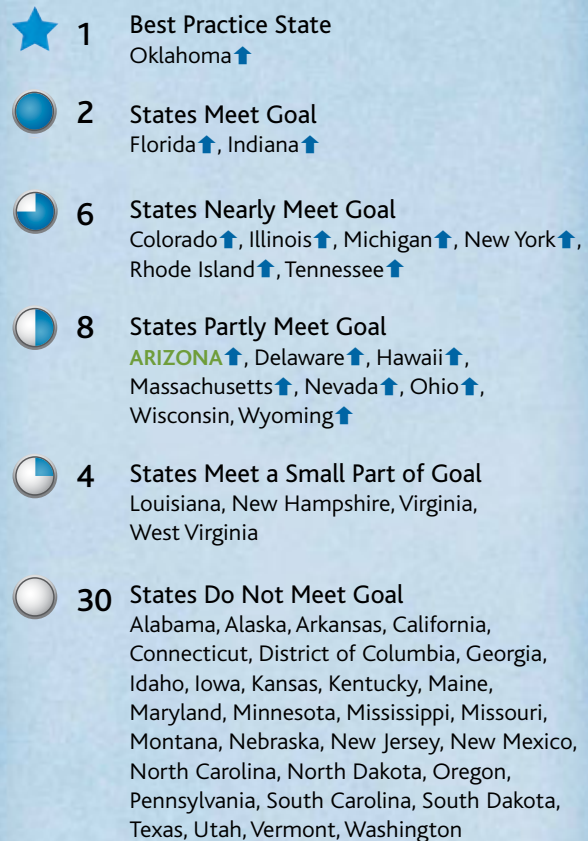 1 Best Practice State
Oklahoma⬆
2 States Meet Goal
Florida⬆, Indiana⬆
6 States Nearly Meet Goal
Colorado⬆, Illinois⬆, Michigan⬆, New York⬆,
Rhode Island⬆, Tennessee⬆
8 States Partly Meet Goal
ARIZONA⬆, Delaware⬆, Hawaii⬆,
Massachusetts⬆, Nevada⬆, Ohio⬆,
Wisconsin, Wyoming⬆
4 States Meet a Small Part of Goal
Louisiana, New Hampshire, Virginia,
West Virginia
30 States Do Not Meet Goal
Alabama, Alaska, Arkansas, California,
Connecticut, District of Columbia, Georgia,
Idaho, Iowa, Kansas, Kentucky, Maine,
Maryland, Minnesota, Mississippi, Missouri,
Montana, Nebraska, New Jersey, New Mexico,
North Carolina, North Dakota, Oregon,
Pennsylvania, South Carolina, South Dakota,
Texas, Utah, Vermont, Washington